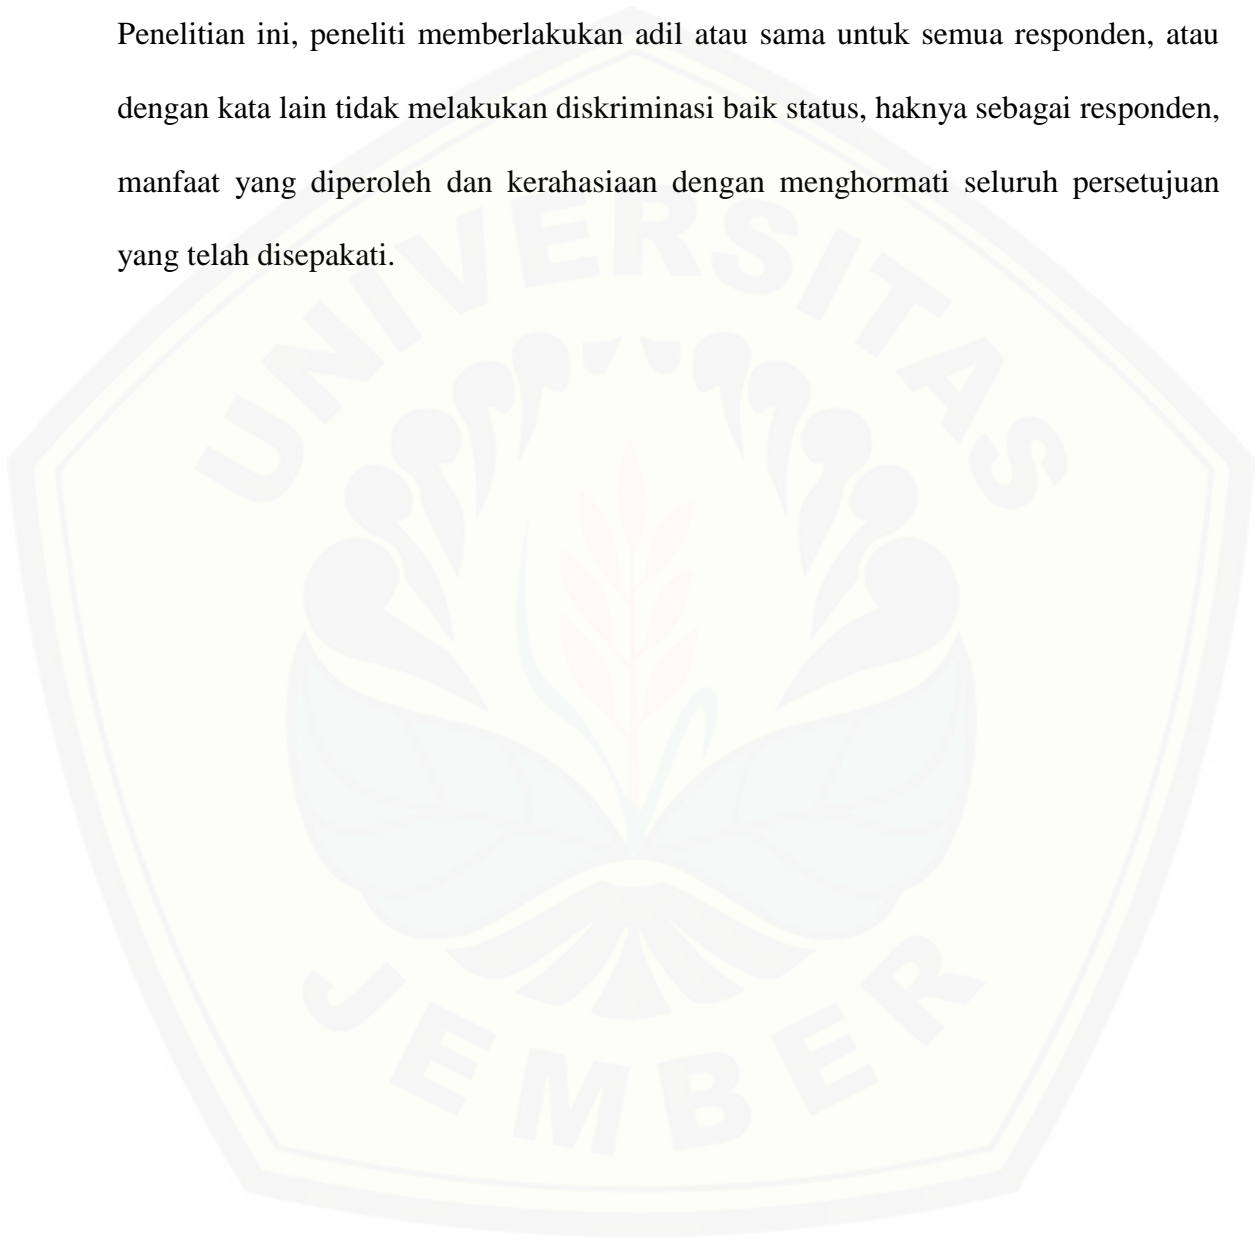 Penelitian ini, peneliti memberlakukan adil atau sama untuk semua responden, atau
dengan kata lain tidak melakukan diskriminasi baik status, haknya sebagai responden,
manfaat yang diperoleh dan kerahasiaan dengan menghormati seluruh persetujuan
yang telah disepakati.
UNIVERSITAS
JEMBER